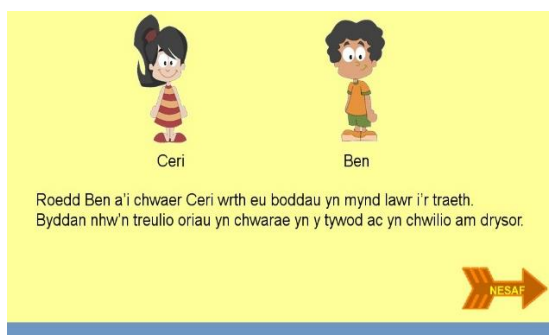 Ceri
Ben
Roedd Ben a'i chwaer Ceri wrth eu boddau yn mynd lawr i'r traeth.
Byddan nhw'n treulio oriau yn chwarae yn y tywod ac yn chwilio am drysor.
NESAF